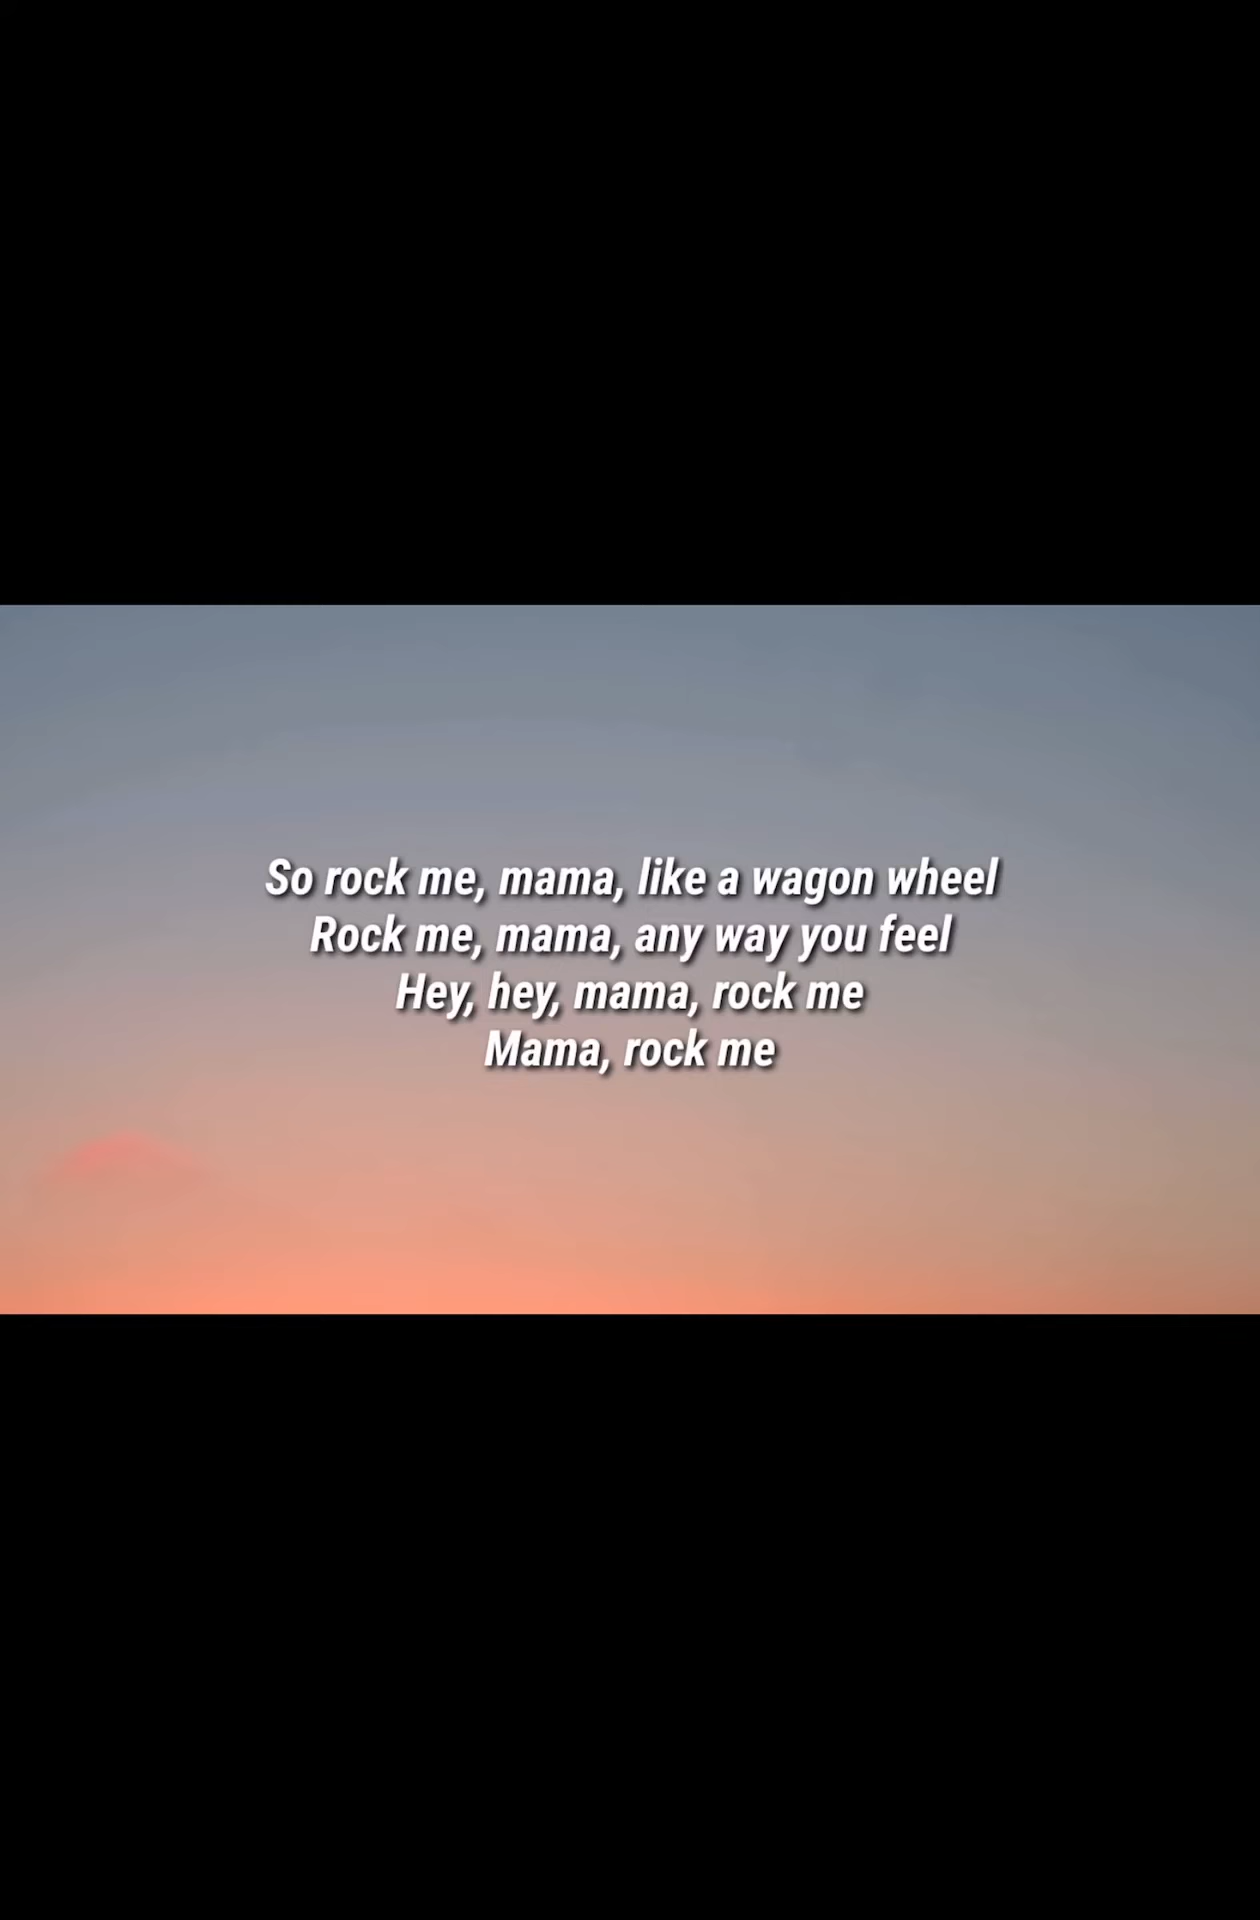 So rock me, mama, like a wagon wheel
Rock me, mama, any way you feel
Hey, hey, mama, rock me
Mama, rock me